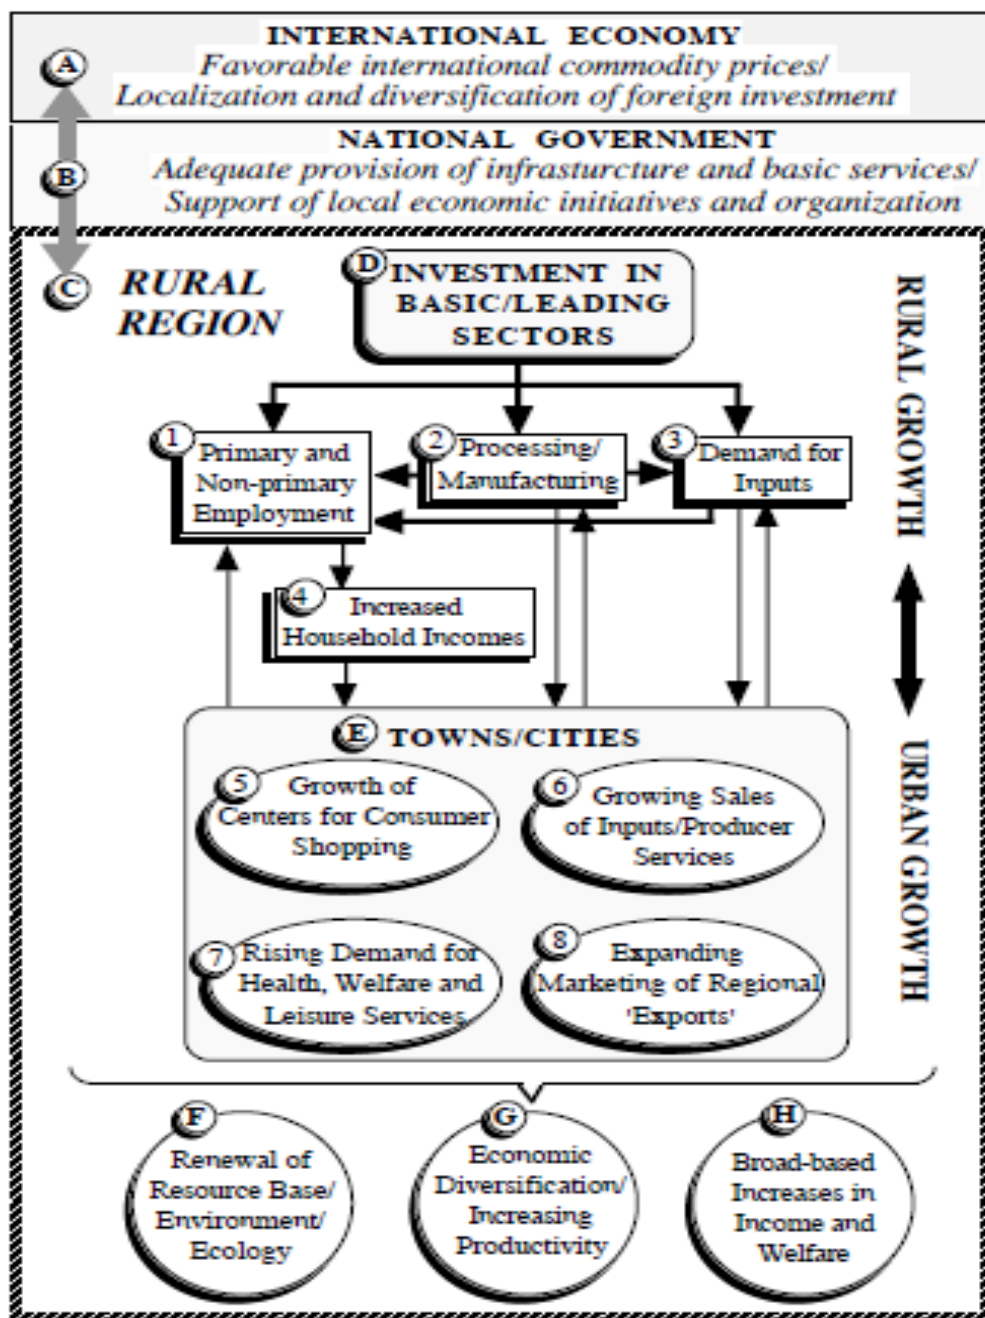 A
INTERNATIONAL ECONOMY
Favorable international commodity prices/
Localization and diversification of foreign investment
B
NATIONAL GOVERNMENT
Adequate provision of infrasturcture and basic services/
Support of local economic initiatives and organization
C
RURAL
REGION
D
INVESTMENT IN
BASIC/LEADING
SECTORS
RURAL GROWTH
1
Primary and
Non-primary
Employment
2
Processing/
Manufacturing
3
Demand for
Inputs
4
Increased
Household Incomes
E
TOWNS/CITIES
URBAN GROWTH
5
Growth of
Centers for Consumer
Shopping
6
Growing Sales
of Inputs/Producer
Services
7
Rising Demand for
Health, Welfare and
Leisure Services
8
Expanding
Marketing of Regional
'Exports'
F
Renewal of
Resource Base/
Environment/
Ecology
G
Economic
Diversification/
Increasing
Productivity
H
Broad-based
Increases in
Income and
Welfare